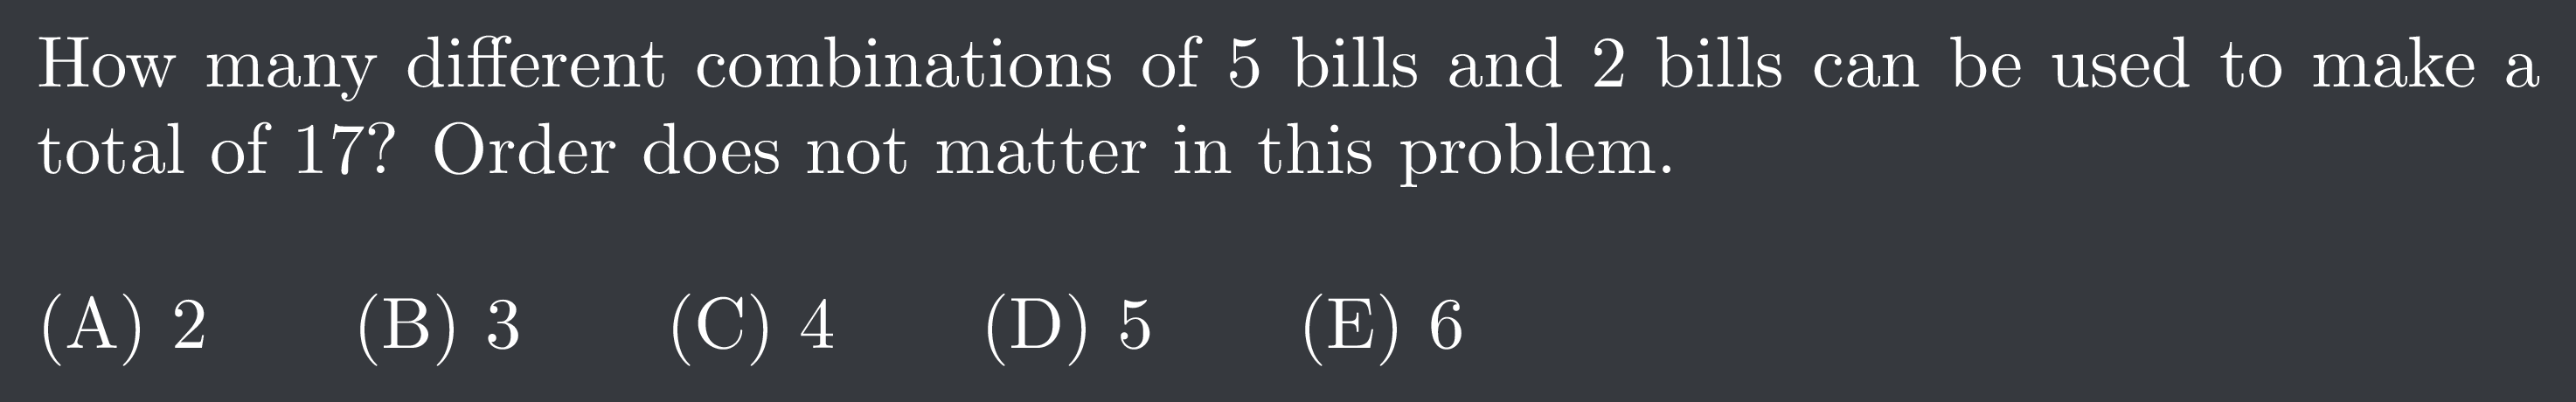 How many different combinations of 5 bills and 2 bills can be used to make a
total of 17? Order does not matter in this problem.
(A) 2 (B) 3 (C) 4 (D) 5 (E) 6